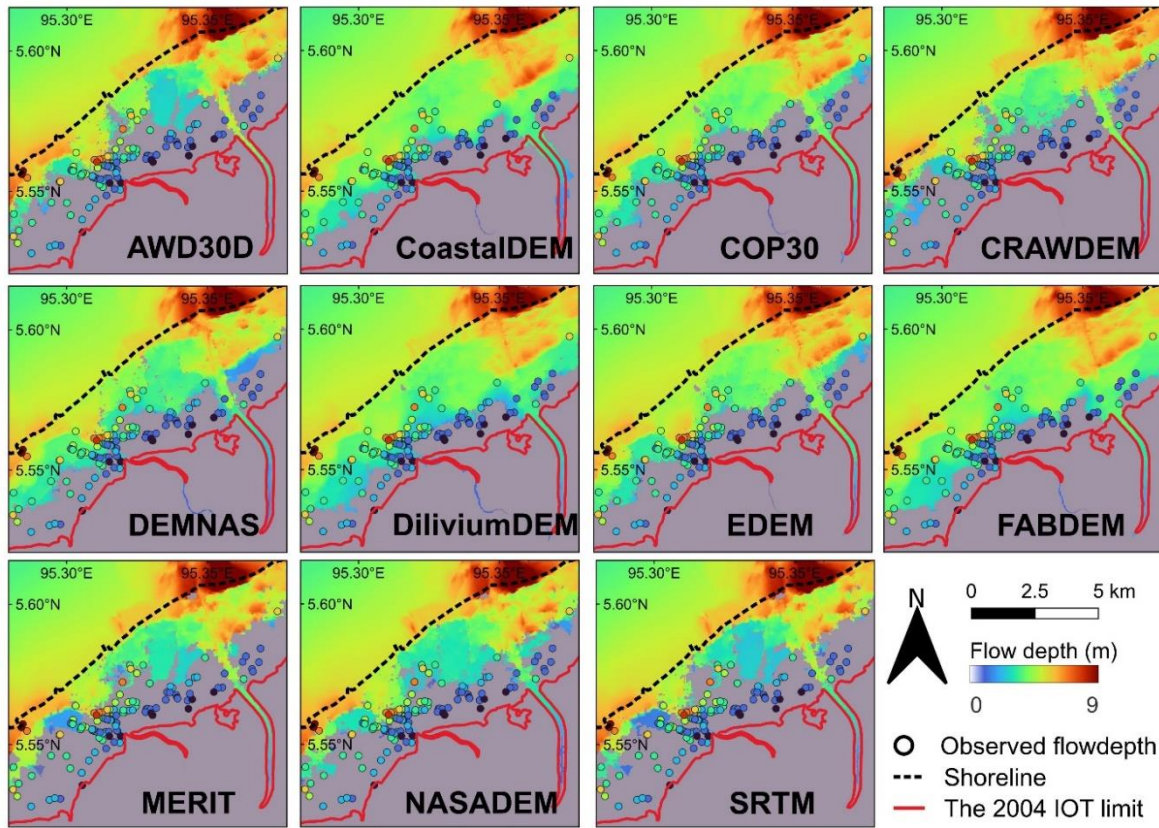 95.30°E 95.35°E 95.30°E 95.35°E 95.30°E 95.35°E 95.30°E 95.35°E
5.60°N 5.60°N 5.60°N 5.60°N
5.55°N 5.55°N 5.55°N 5.55°N
AWD30D CoastalDEM COP30 CRAWDEM
95.30°E 95.35°E 95.30°E 95.35°E 95.30°E 95.35°E 95.30°E 95.35°E
5.60°N 5.60°N 5.60°N 5.60°N
5.55°N 5.55°N 5.55°N 5.55°N
DEMNAS DiliviumDEM EDEM FABDEM
95.30°E 95.35°E 95.30°E 95.35°E 95.30°E 95.35°E
5.60°N 5.60°N 5.60°N
5.55°N 5.55°N 5.55°N
MERIT NASADEM SRTM
N
0 2.5 5 km
Flow depth (m)
0 9
Observed flowdepth
Shoreline
The 2004 IOT limit